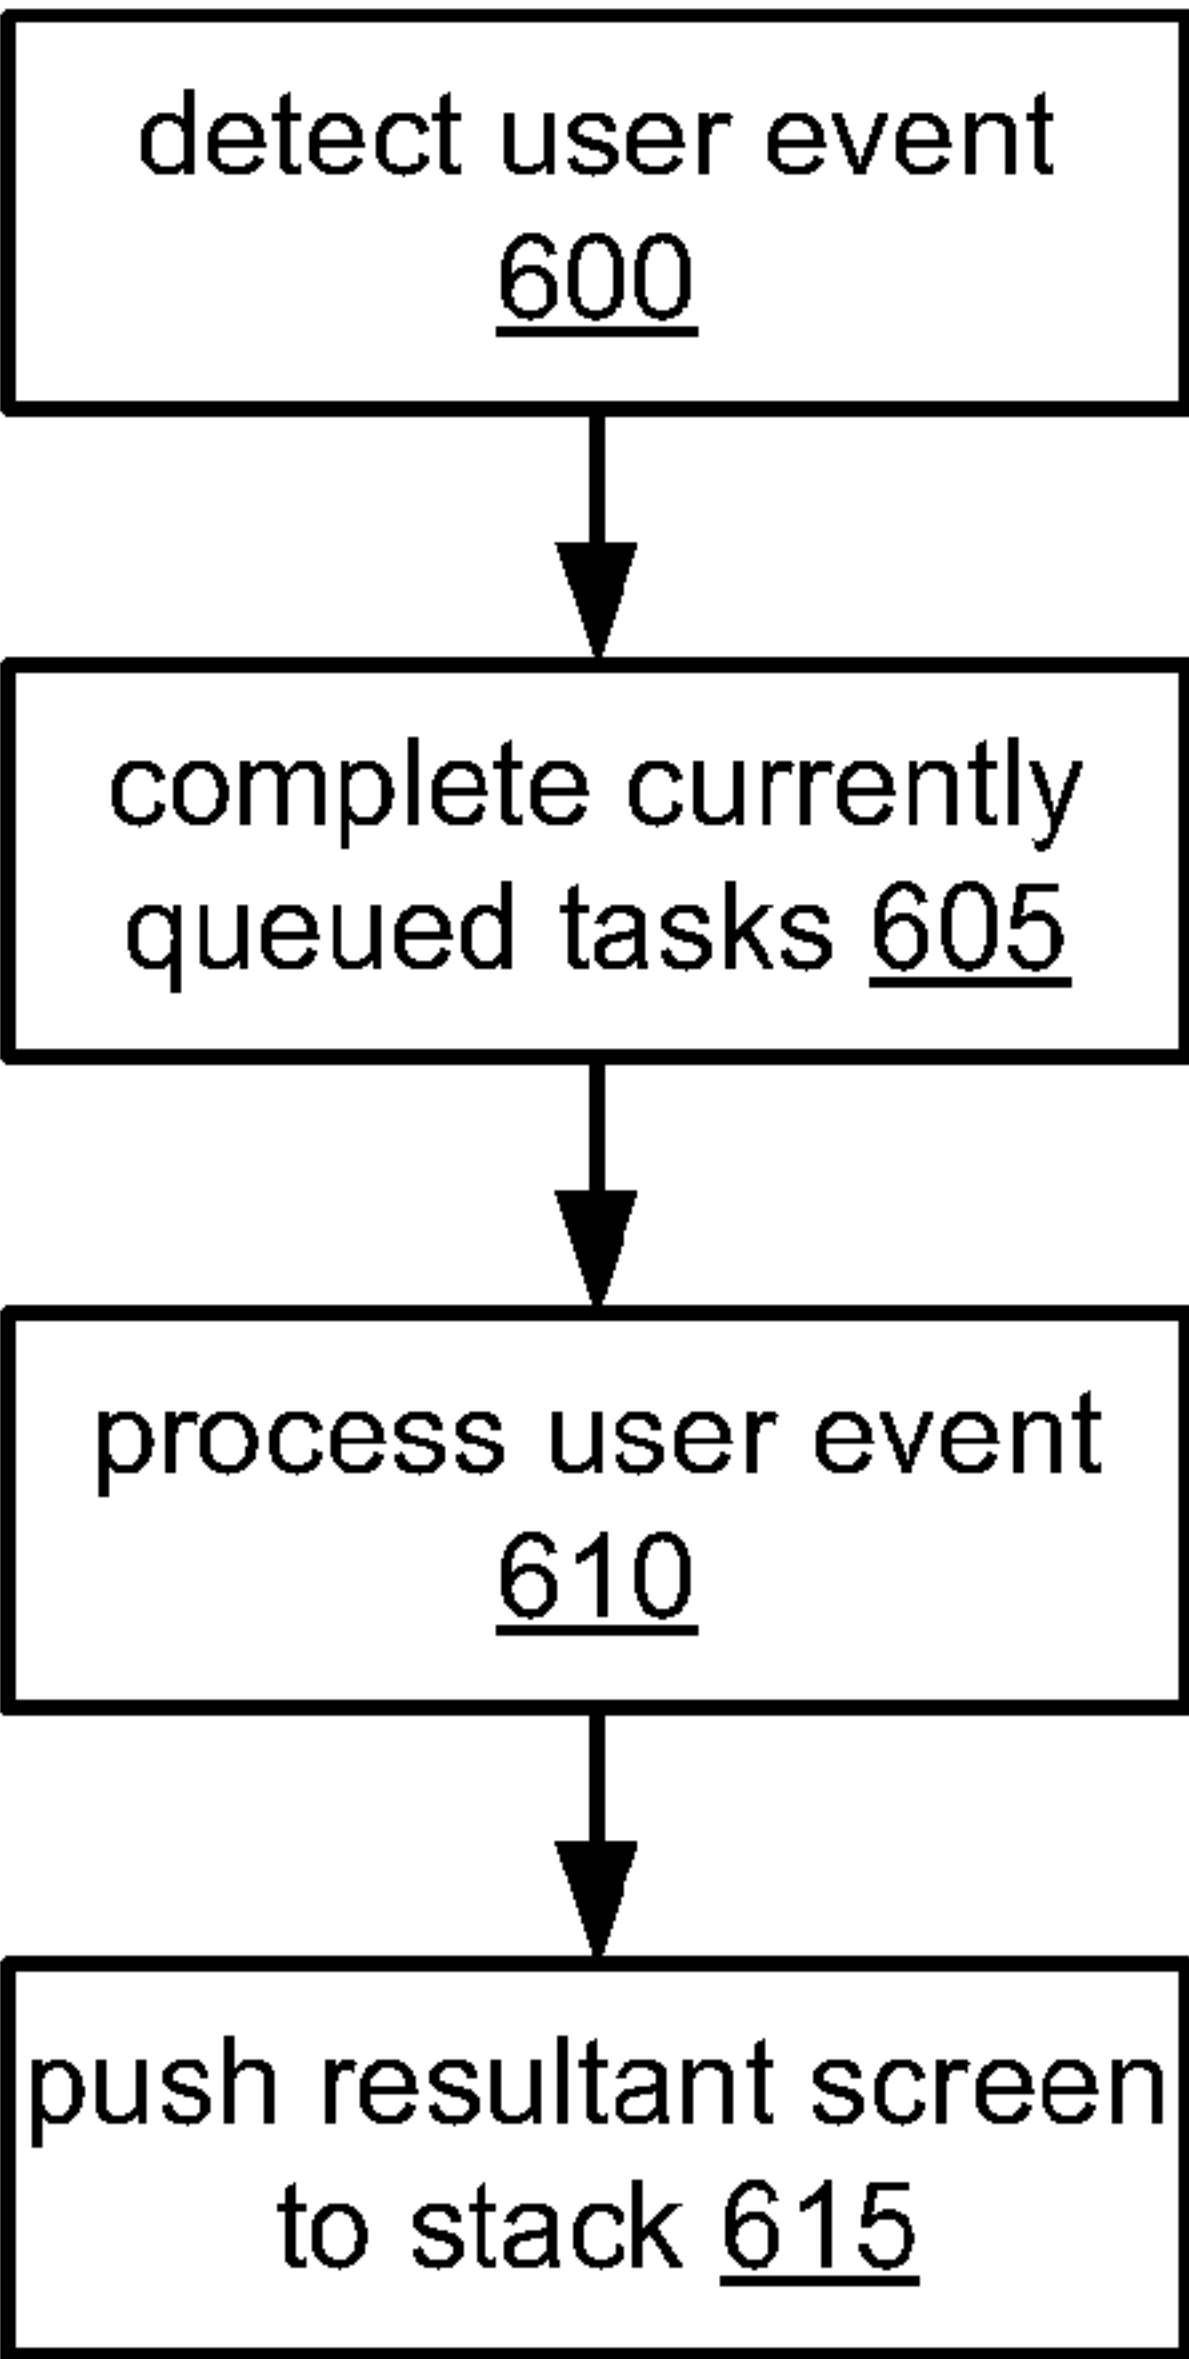 detect user event
600
complete currently
queued tasks 605
process user event
610
push resultant screen
to stack 615